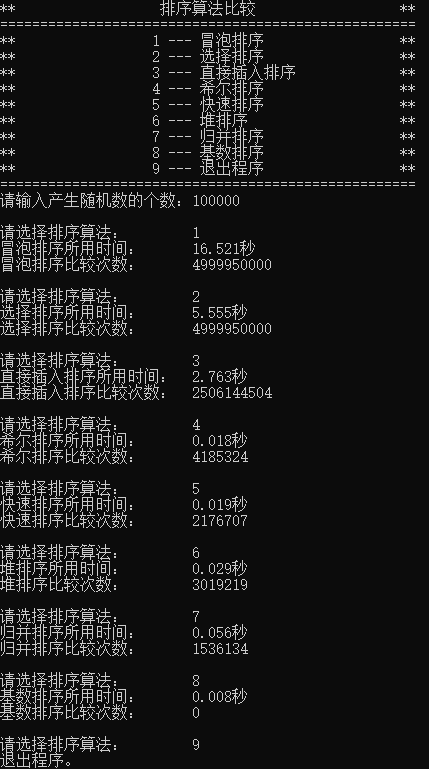 **                  排序算法比较                  **
====================================================
**                 1 --- 冒泡排序                 **
**                 2 --- 选择排序                 **
**                 3 --- 直接插入排序             **
**                 4 --- 希尔排序                 **
**                 5 --- 快速排序                 **
**                 6 --- 堆排序                   **
**                 7 --- 归并排序                 **
**                 8 --- 基数排序                 **
**                 9 --- 退出程序                 **
====================================================
请输入产生随机数的个数：100000
请选择排序算法：        1
冒泡排序所用时间：      16.521秒
冒泡排序比较次数：      4999950000
请选择排序算法：        2
选择排序所用时间：      5.555秒
选择排序比较次数：      4999950000
请选择排序算法：        3
直接插入排序所用时间：  2.763秒
直接插入排序比较次数：  2506144504
请选择排序算法：        4
希尔排序所用时间：      0.018秒
希尔排序比较次数：      4185324
请选择排序算法：        5
快速排序所用时间：      0.019秒
快速排序比较次数：      2176707
请选择排序算法：        6
堆排序所用时间：        0.029秒
堆排序比较次数：        3019219
请选择排序算法：        7
归并排序所用时间：      0.056秒
归并排序比较次数：      1536134
请选择排序算法：        8
基数排序所用时间：      0.008秒
基数排序比较次数：      0
请选择排序算法：        9
退出程序。